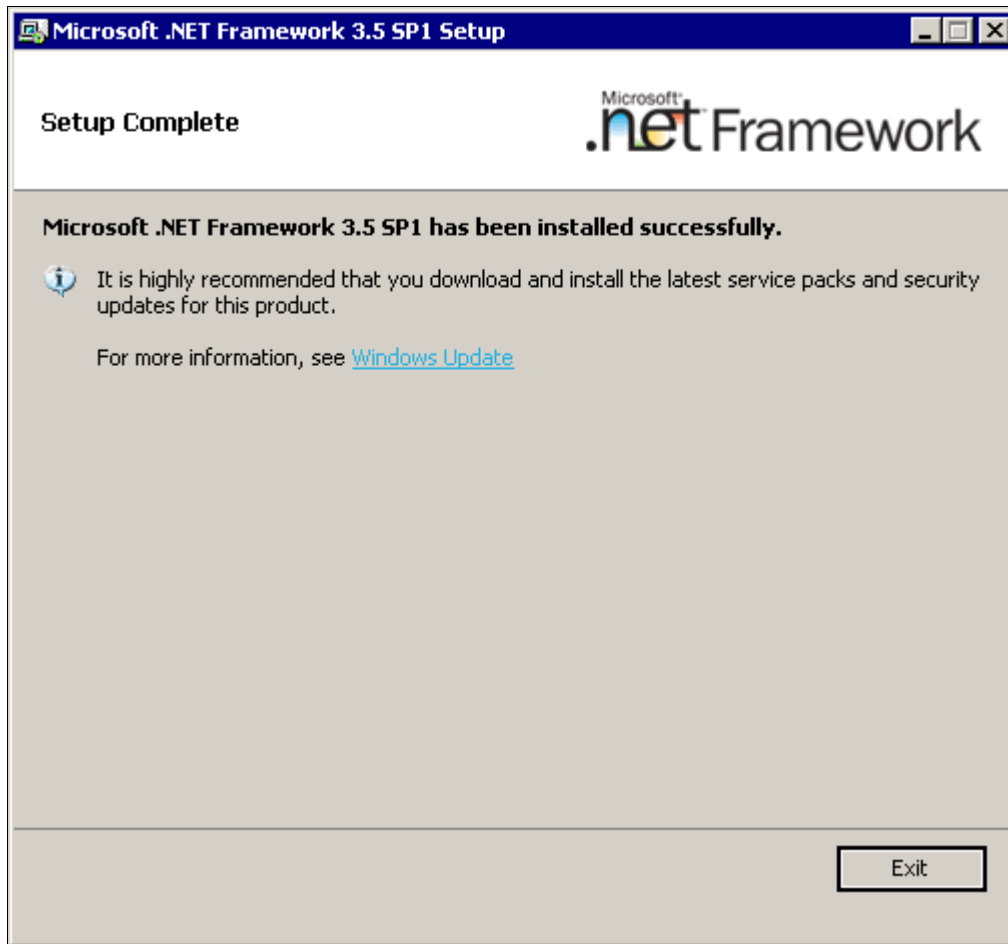 Microsoft .NET Framework 3.5 SP1 Setup
Setup Complete
Microsoft
.net Framework
Microsoft .NET Framework 3.5 SP1 has been installed successfully.
It is highly recommended that you download and install the latest service packs and security
updates for this product.
For more information, see Windows Update
Exit